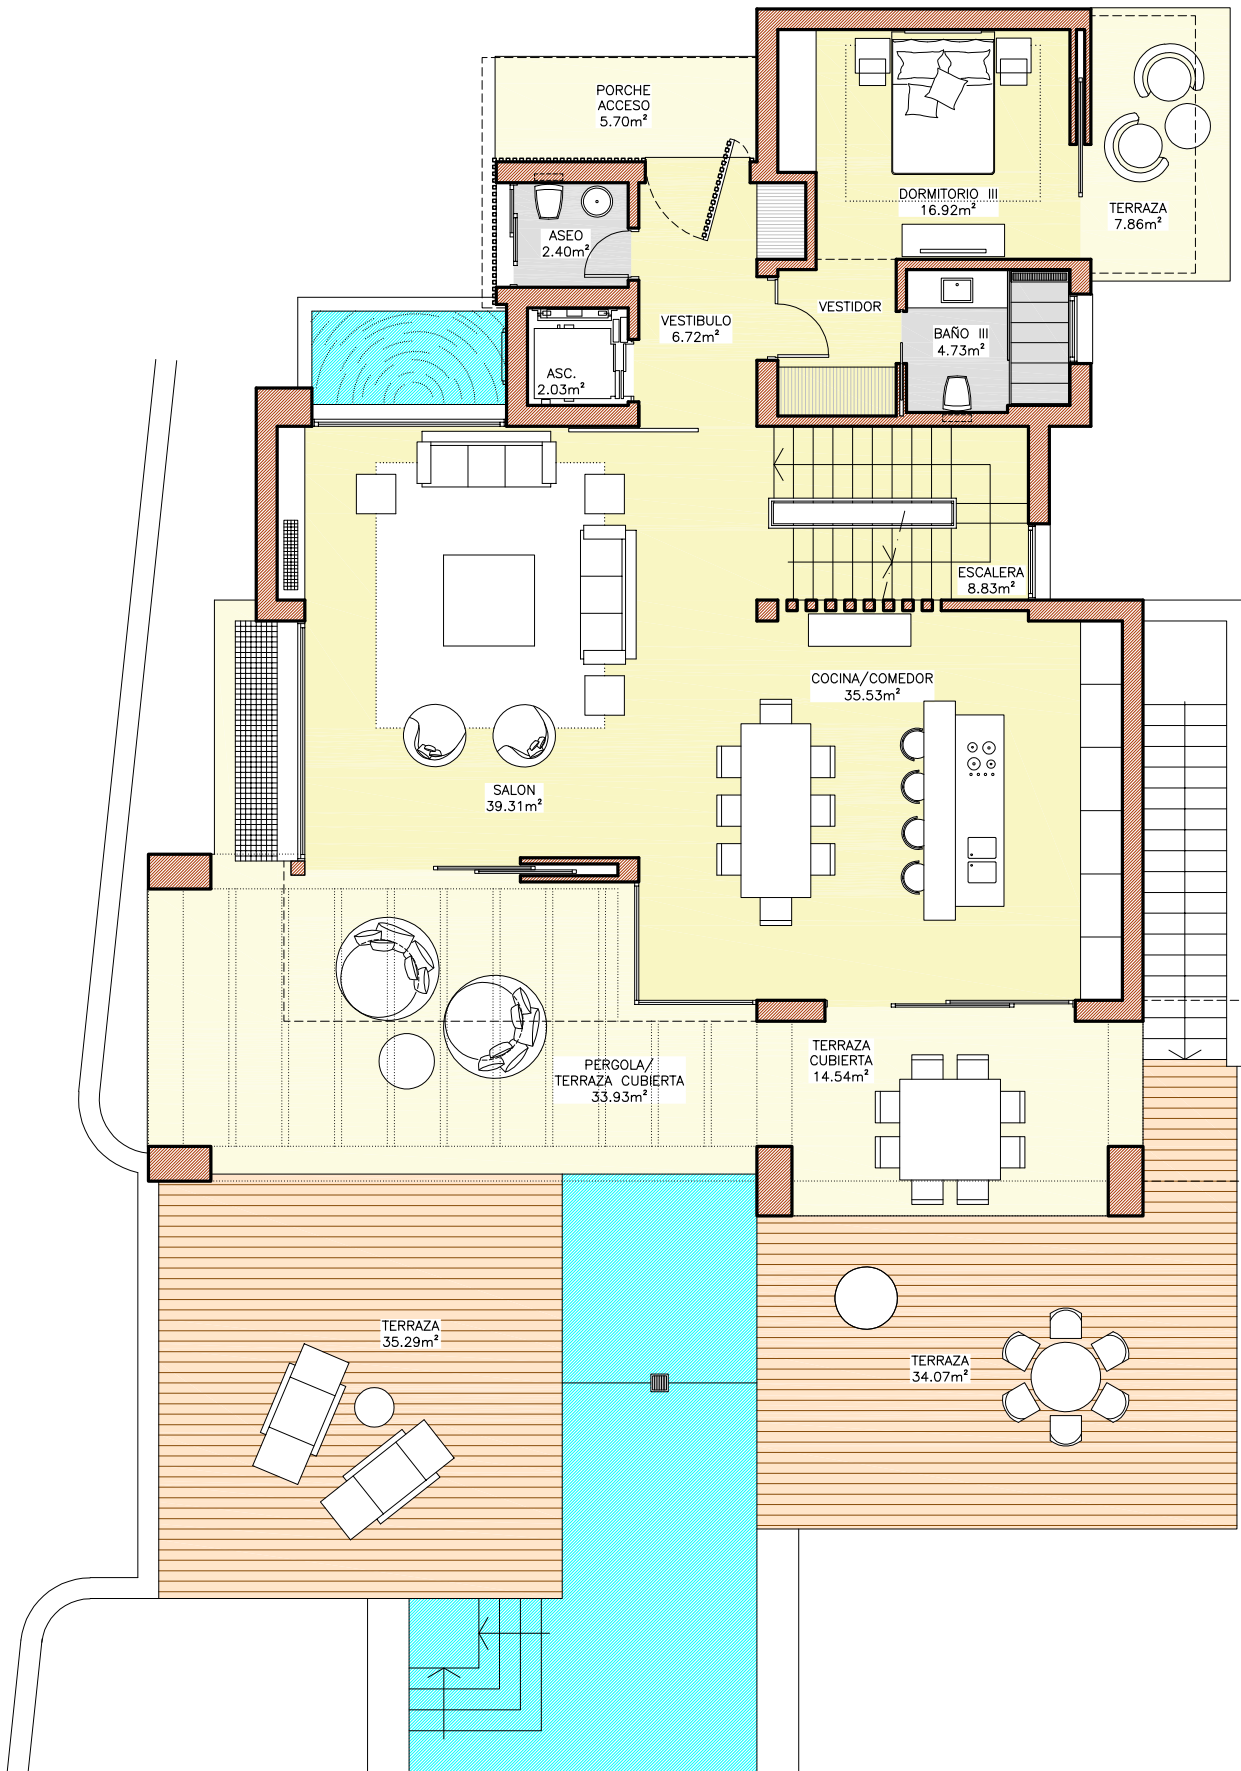 PORCHE
ACCESO
5.70m²
DORMITORIO III
16.92m²
TERRAZA
7.86m²
ASEO
2.40m²
VESTIBULO
6.72m²
VESTIDOR
BAÑO III
4.73m²
ASC.
2.03m²
ESCALERA
8.83m²
COCINA/COMEDOR
35.53m²
SALON
39.31m²
PERGOLA/
TERRAZA CUBIERTA
33.93m²
TERRAZA
CUBIERTA
14.54m²
TERRAZA
35.29m²
TERRAZA
34.07m²